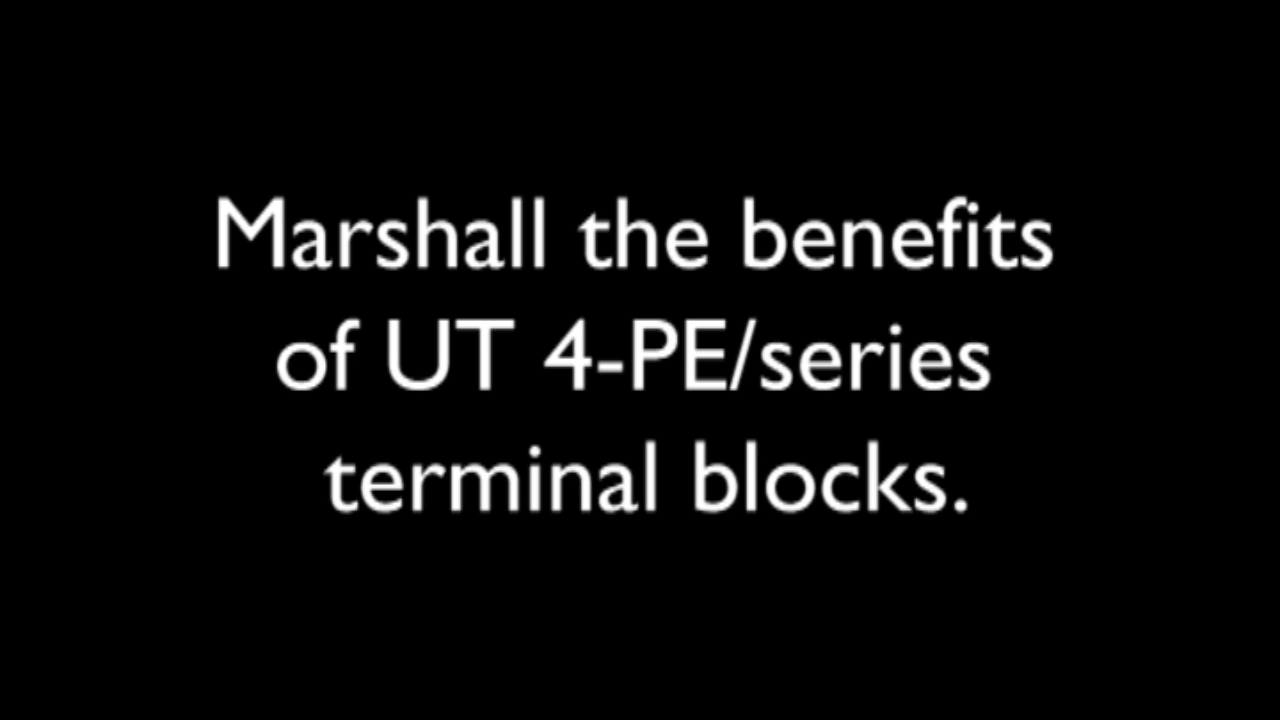 Marshall the benefits
of UT 4-PE/series
terminal blocks.